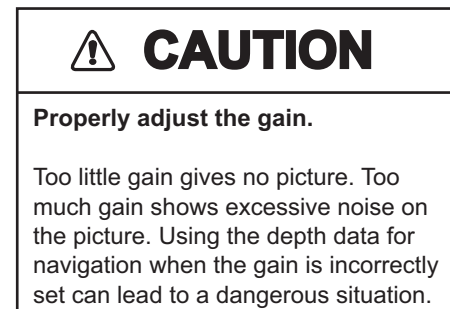 CAUTION
Properly adjust the gain.
Too little gain gives no picture. Too
much gain shows excessive noise on
the picture. Using the depth data for
navigation when the gain is incorrectly
set can lead to a dangerous situation.